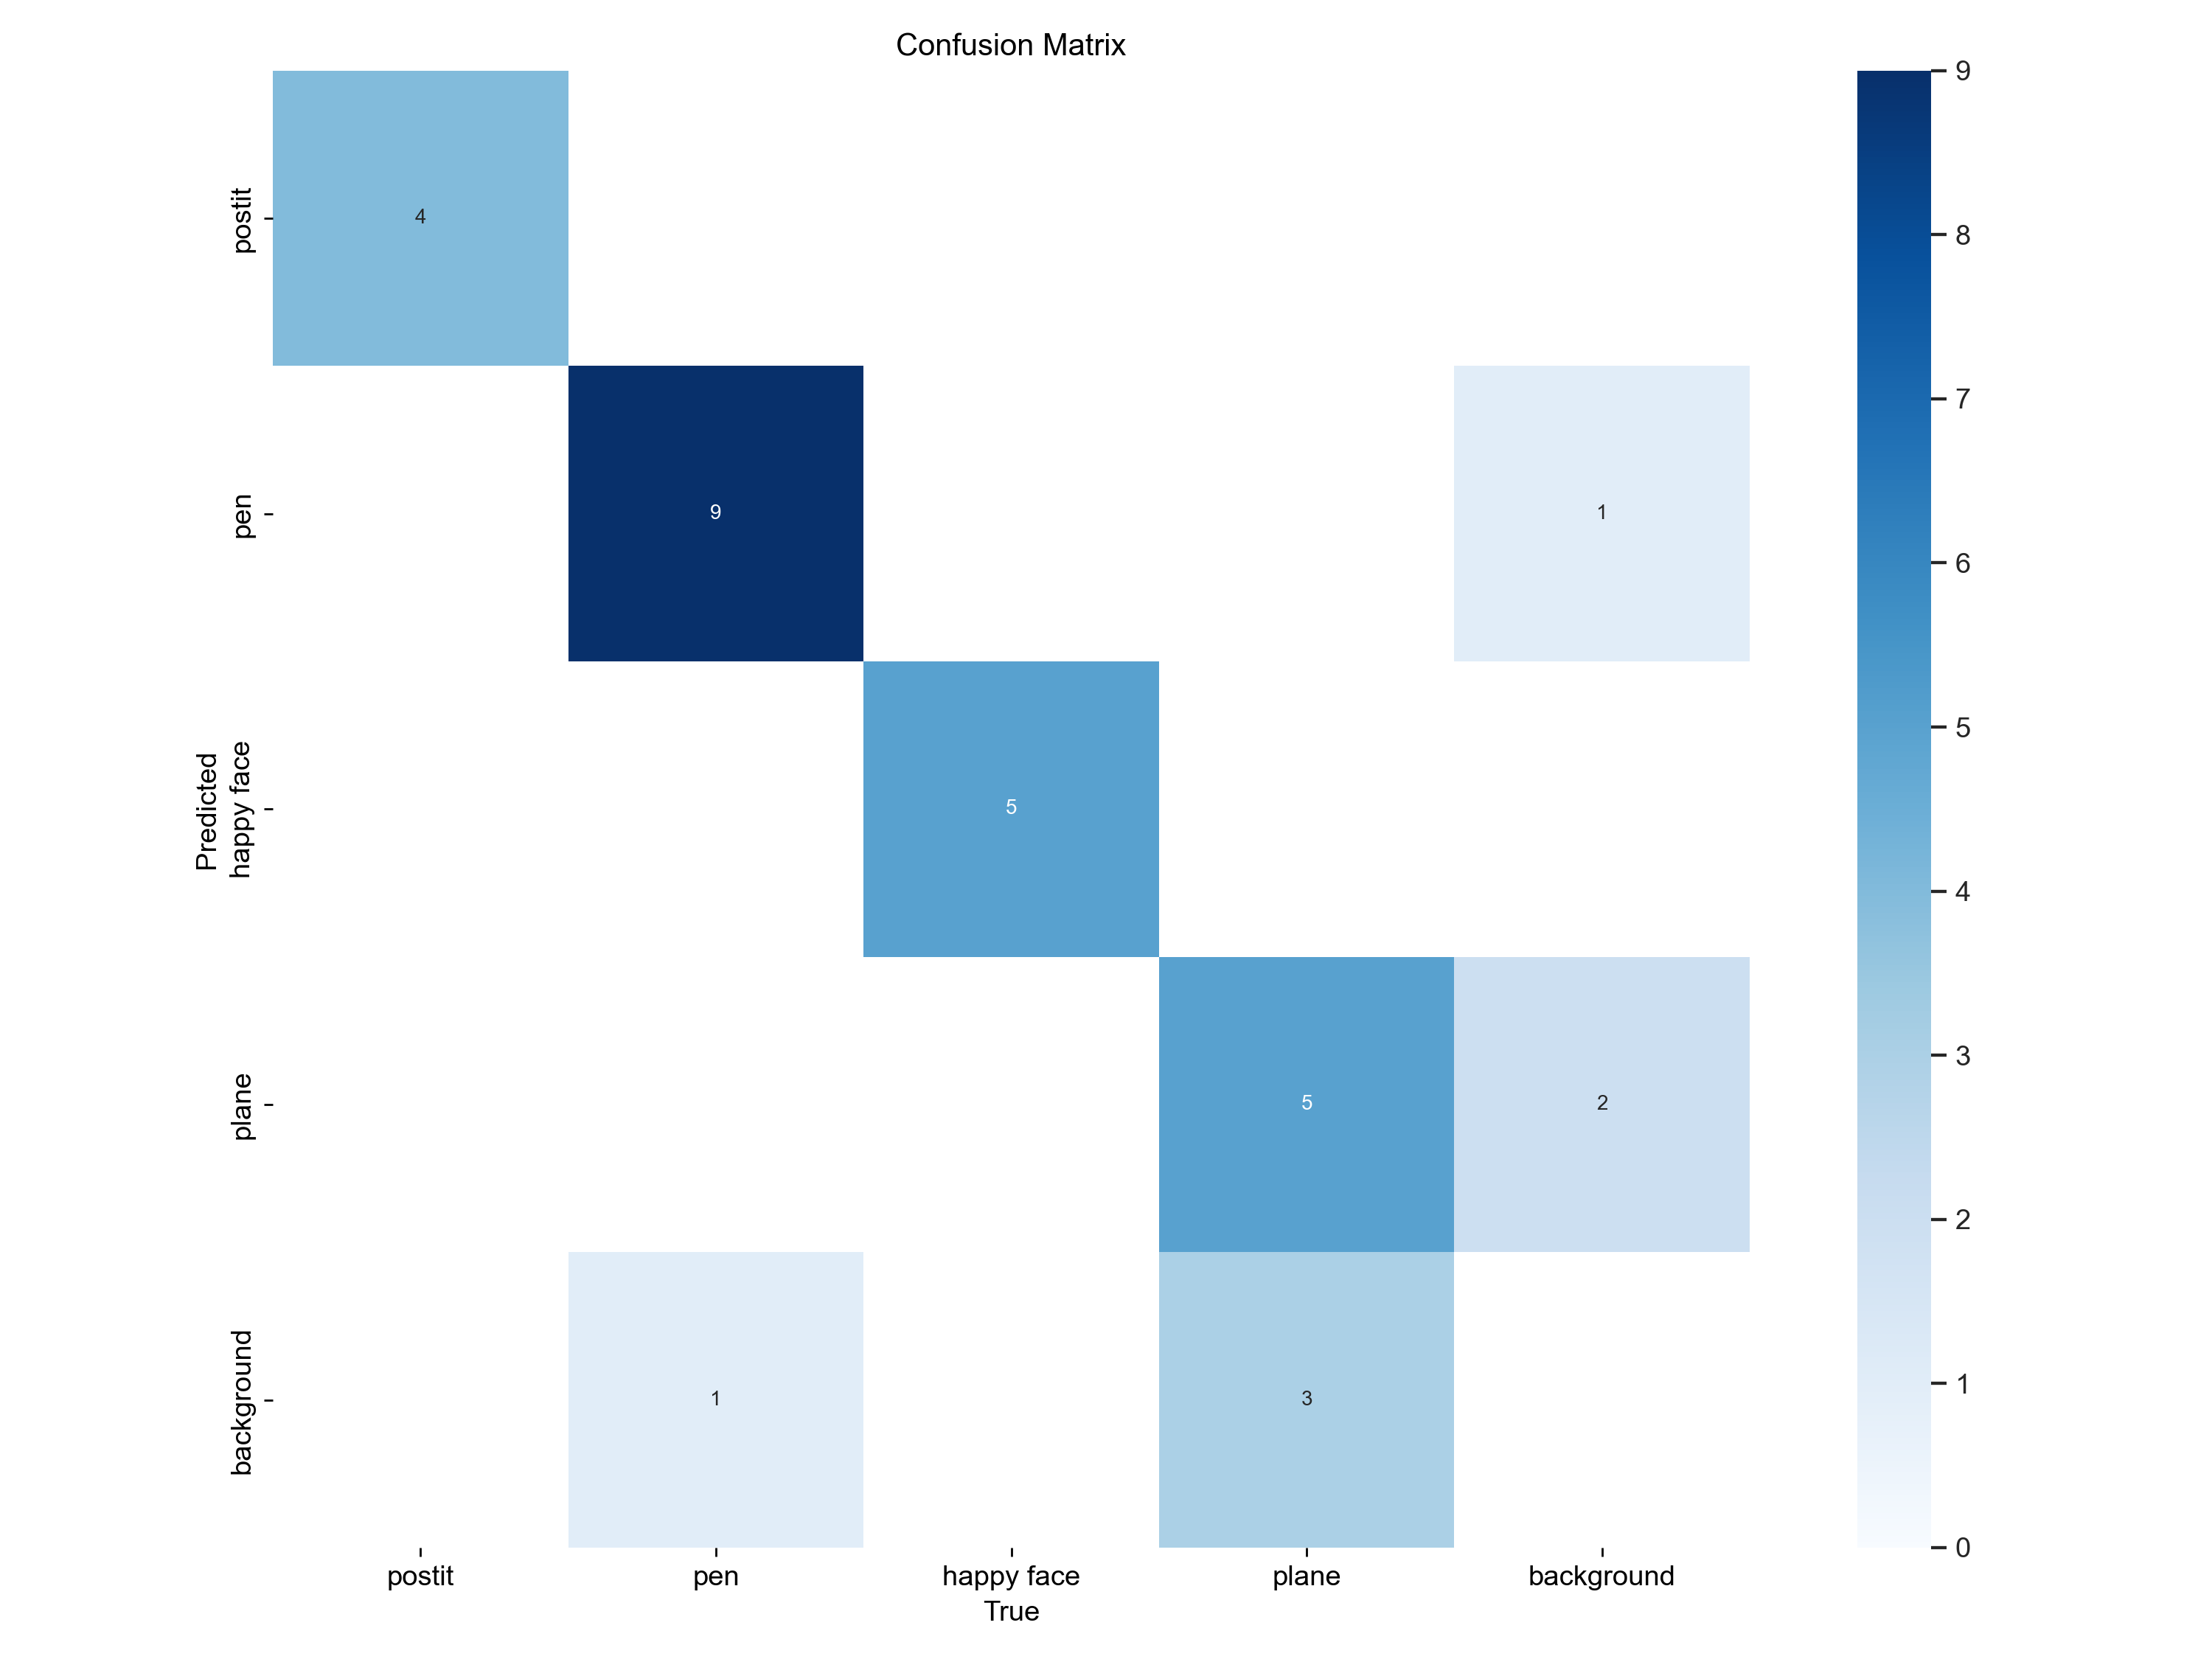 Confusion Matrix
postit
pen
happy face
plane
background
Predicted
4
9
1
5
5
2
1
3
postit
pen
happy face
plane
background
True
9
8
7
6
5
4
3
2
1
0